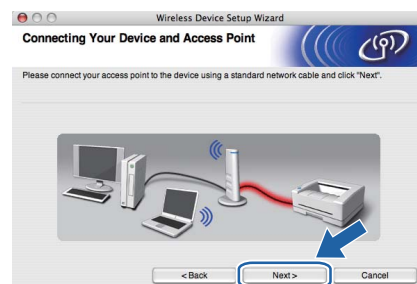 Wireless Device Setup Wizard
Connecting Your Device and Access Point
Please connect your access point to the device using a standard network cable and click "Next".
< Back Next > Cancel